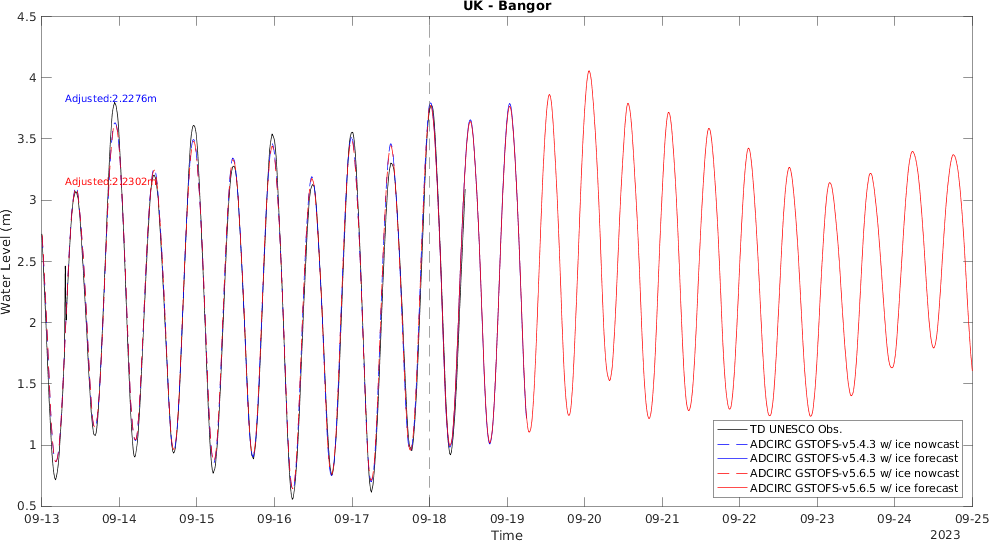 UK - Bangor
4.5
4
3.5
3
2.5
2
1.5
1
0.5
Water Level (m)
Adjusted:2.2276m
Adjusted:2.2302m
TD UNESCO Obs.
ADCIRC GSTOFS-v5.4.3 w/ ice nowcast
ADCIRC GSTOFS-v5.4.3 w/ ice forecast
ADCIRC GSTOFS-v5.6.5 w/ ice nowcast
ADCIRC GSTOFS-v5.6.5 w/ ice forecast
09-13 09-14 09-15 09-16 09-17 09-18 09-19 09-20 09-21 09-22 09-23 09-24 09-25
Time
2023